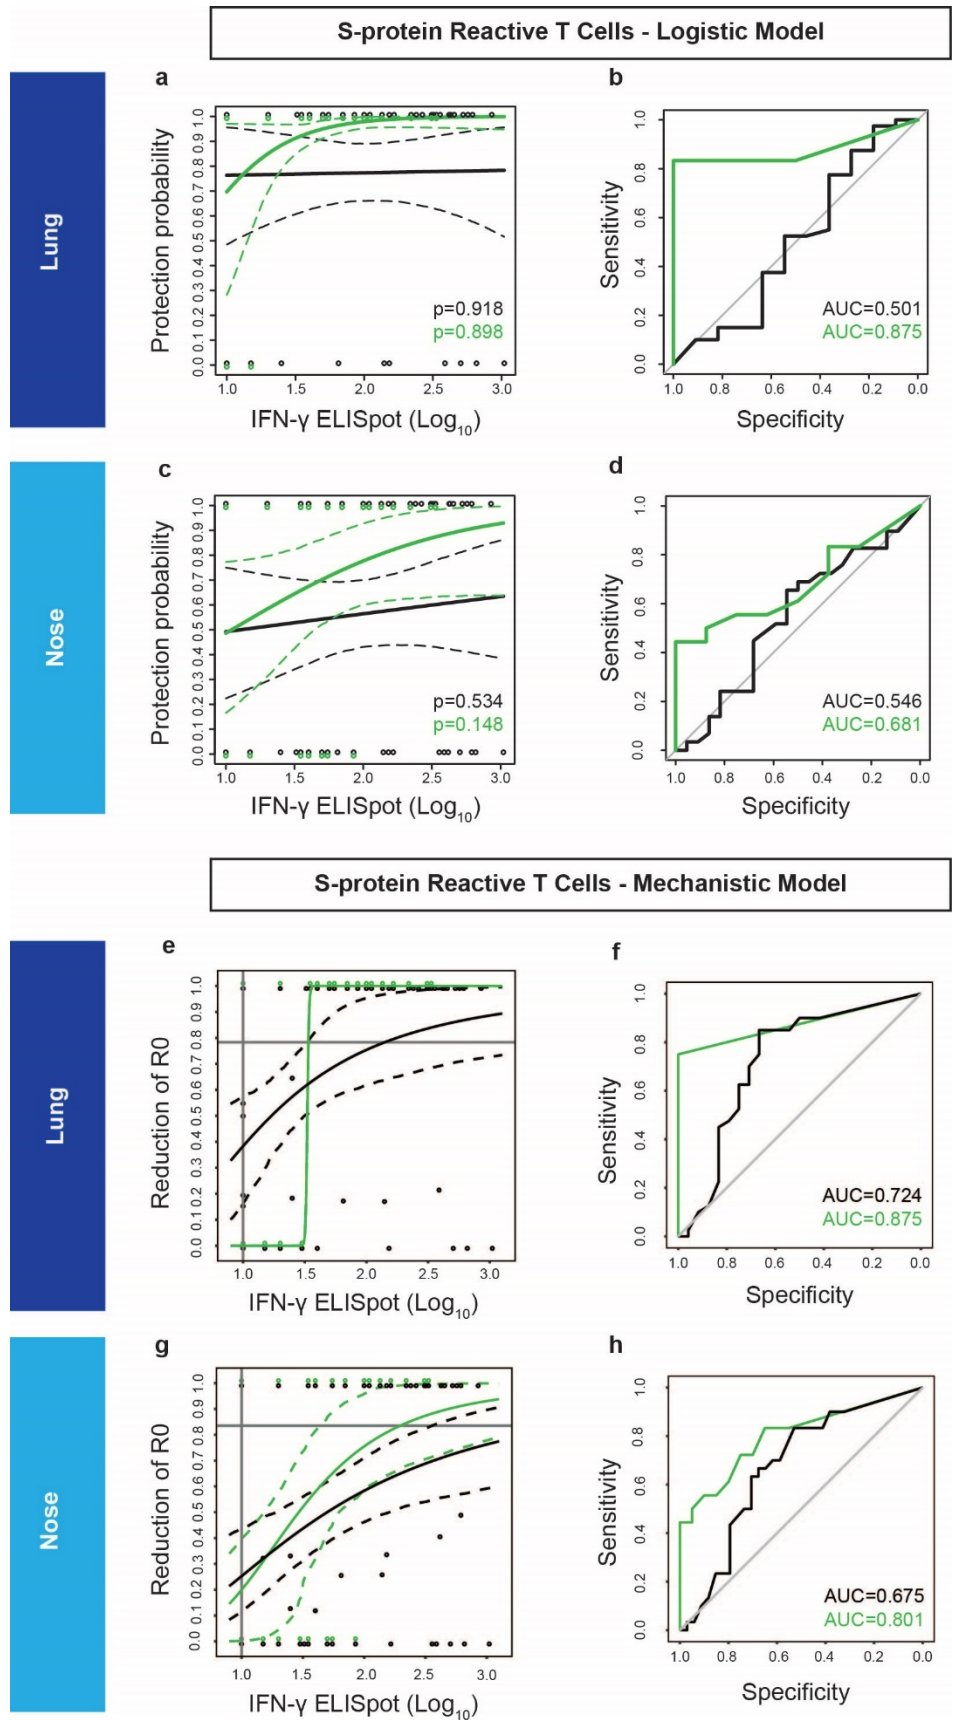 S-protein Reactive T Cells - Logistic Model
Lung
a
Protection probability
0.0 0.1 0.2 0.3 0.4 0.5 0.6 0.7 0.8 0.9 1.0
p=0.918
p=0.898
1.0 1.5 2.0 2.5 3.0
IFN-γ ELISpot (Log10)
b
Sensitivity
0.0 0.2 0.4 0.6 0.8 1.0
AUC=0.501
AUC=0.875
1.0 0.8 0.6 0.4 0.2 0.0
Specificity
Nose
c
Protection probability
0.0 0.1 0.2 0.3 0.4 0.5 0.6 0.7 0.8 0.9 1.0
p=0.534
p=0.148
1.0 1.5 2.0 2.5 3.0
IFN-γ ELISpot (Log10)
d
Sensitivity
0.0 0.2 0.4 0.6 0.8 1.0
AUC=0.546
AUC=0.681
1.0 0.8 0.6 0.4 0.2 0.0
Specificity
S-protein Reactive T Cells - Mechanistic Model
Lung
e
Reduction of R0
0.0 0.1 0.2 0.3 0.4 0.5 0.6 0.7 0.8 0.9 1.0
1.0 1.5 2.0 2.5 3.0
IFN-γ ELISpot (Log10)
f
Sensitivity
0.0 0.2 0.4 0.6 0.8 1.0
AUC=0.724
AUC=0.875
1.0 0.8 0.6 0.4 0.2 0.0
Specificity
Nose
g
Reduction of R0
0.0 0.1 0.2 0.3 0.4 0.5 0.6 0.7 0.8 0.9 1.0
1.0 1.5 2.0 2.5 3.0
IFN-γ ELISpot (Log10)
h
Sensitivity
0.0 0.2 0.4 0.6 0.8 1.0
AUC=0.675
AUC=0.801
1.0 0.8 0.6 0.4 0.2 0.0
Specificity